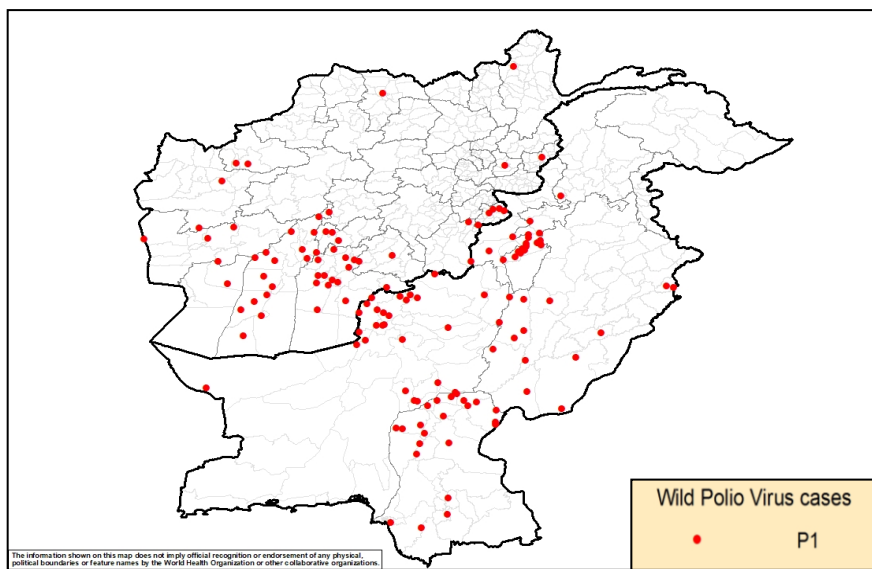 Wild Polio Virus cases
P1
The information shown on this map does not imply official recognition or endorsement of any physical,
political boundaries or feature names by the World Health Organization or other collaborative organizations.